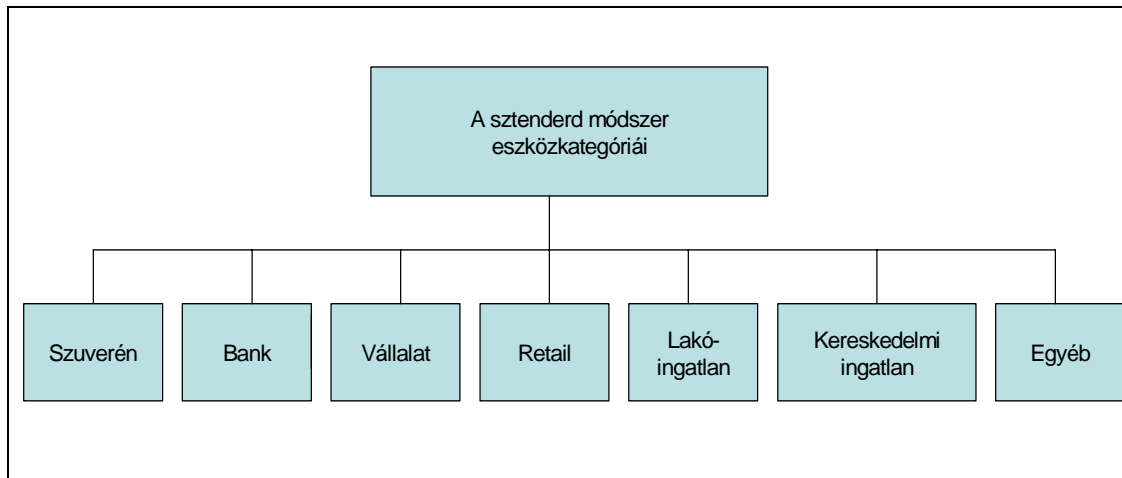 A sztenderd módszer
eszközkategóriái
Szuverén
Bank
Vállalat
Retail
Lakó-
ingatlan
Kereskedelmi
ingatlan
Egyéb